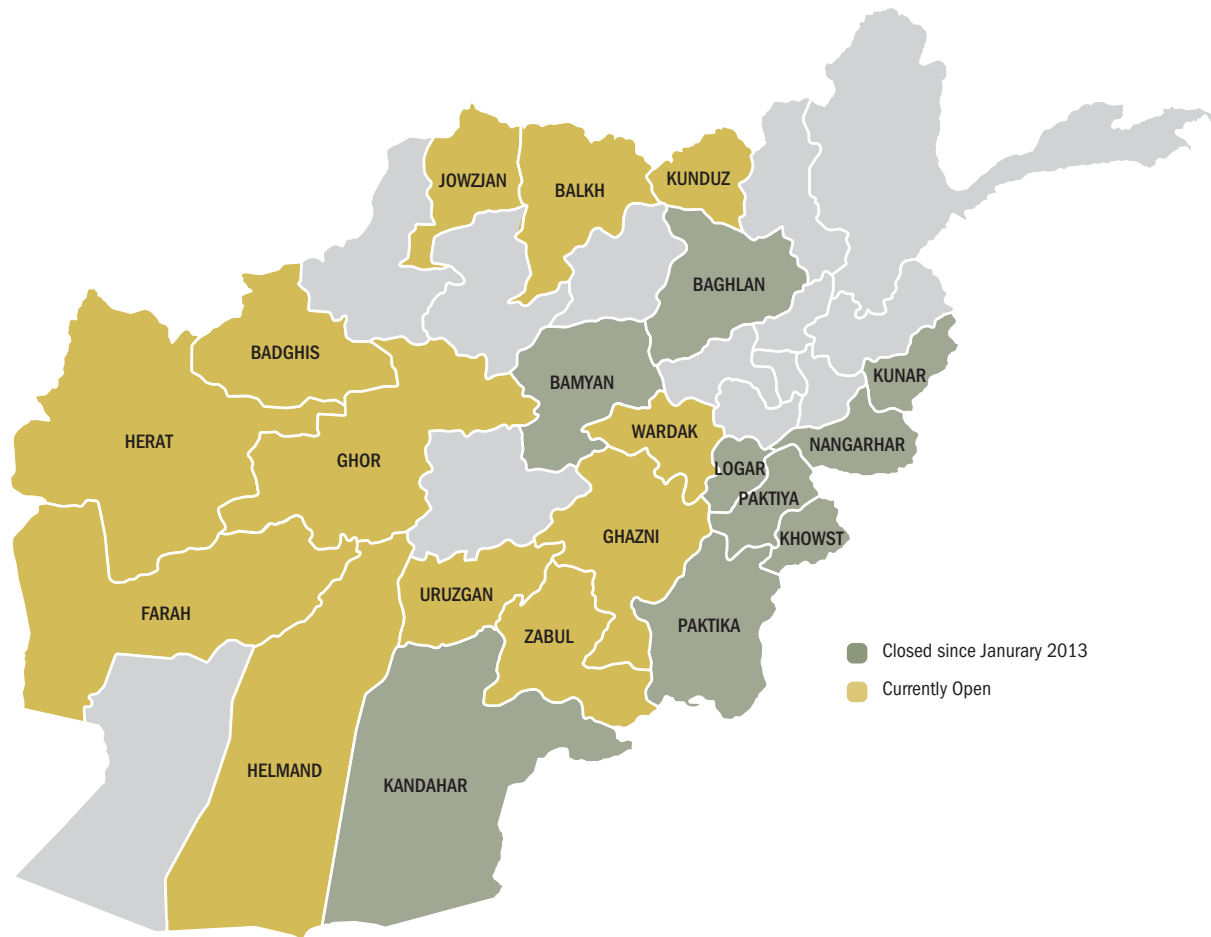 JOWZJAN
BALKH
KUNDUZ
BAGHLAN
BADGHIS
BAMYAN
KUNAR
HERAT
WARDAK
NANGARHAR
GHOR
LOGAR
PAKTIYA
GHAZNI
KHOWST
URUZGAN
FARAH
PAKTIKA
ZABUL
Closed since Janurary 2013
Currently Open
HELMAND
KANDAHAR